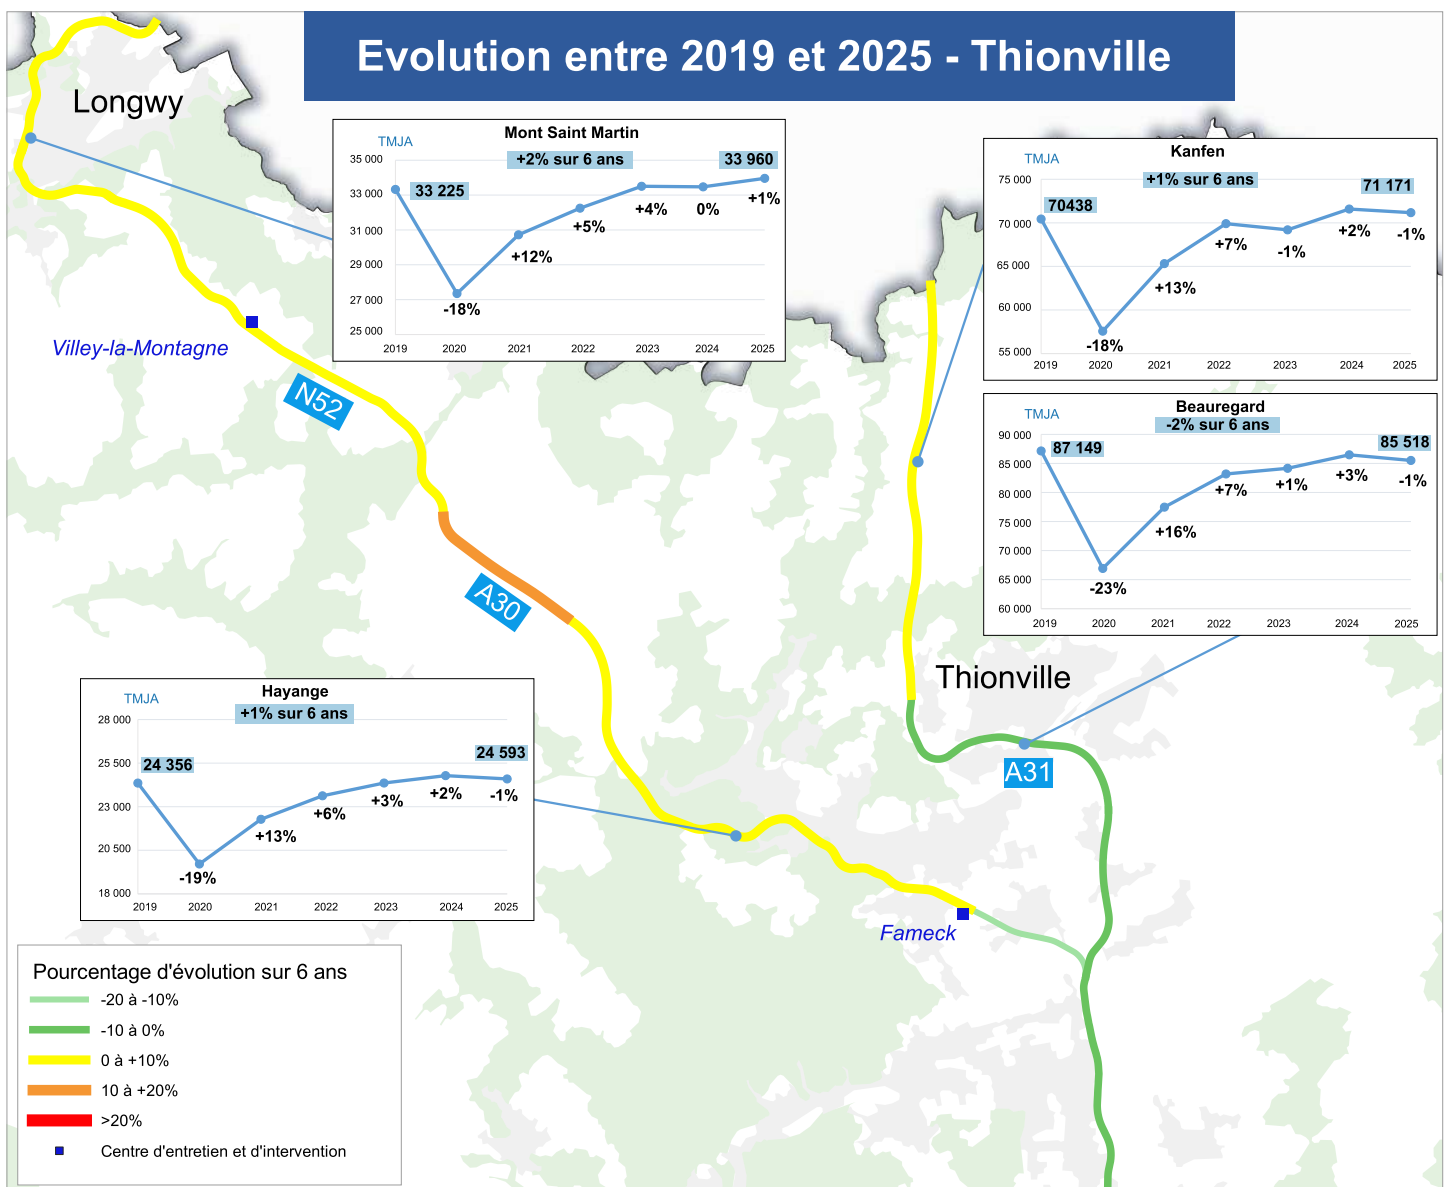 Evolution entre 2019 et 2025 - Thionville
Longwy
Mont Saint Martin
TMJA
+2% sur 6 ans
33 960
35 000
33 225
33 000
+1%
+4%
0%
31 000
+5%
+12%
29 000
27 000
-18%
25 000
2019 2020 2021 2022 2023 2024 2025
Kanfen
TMJA
+1% sur 6 ans
75 000
71 171
70438
70 000
+2%
-1%
+7%
-1%
65 000
+13%
60 000
-18%
55 000
2019 2020 2021 2022 2023 2024 2025
Villey-la-Montagne
N52
Beauregard
TMJA
-2% sur 6 ans
90 000
87 149
85 518
85 000
+3%
-1%
+7%
+1%
80 000
75 000
+16%
70 000
65 000
-23%
60 000
2019 2020 2021 2022 2023 2024 2025
A30
Thionville
A31
Hayange
TMJA
+1% sur 6 ans
28 000
24 593
25 500
24 356
+2%
-1%
+3%
23 000
+6%
+13%
20 500
-19%
18 000
2019 2020 2021 2022 2023 2024 2025
Fameck
Pourcentage d'évolution sur 6 ans
-20 à -10%
-10 à 0%
0 à +10%
10 à +20%
>20%
Centre d'entretien et d'intervention